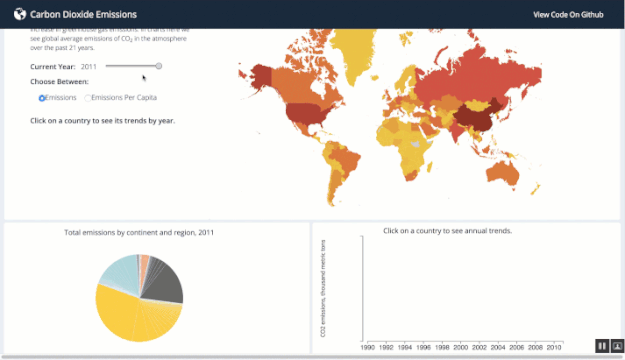 Carbon Dioxide Emissions
View Code On Github
increase in greenhouse gas emissions. In charts here we
see global average emissions of CO₂ in the atmosphere
over the past 21 years.
Current Year: 2011
Choose Between:
Emissions Emissions Per Capita
Click on a country to see its trends by year.
Total emissions by continent and region, 2011
Click on a country to see annual trends.
CO2 emissions, thousand metric tons
1990 1992 1994 1996 1998 2000 2002 2004 2006 2008 2010